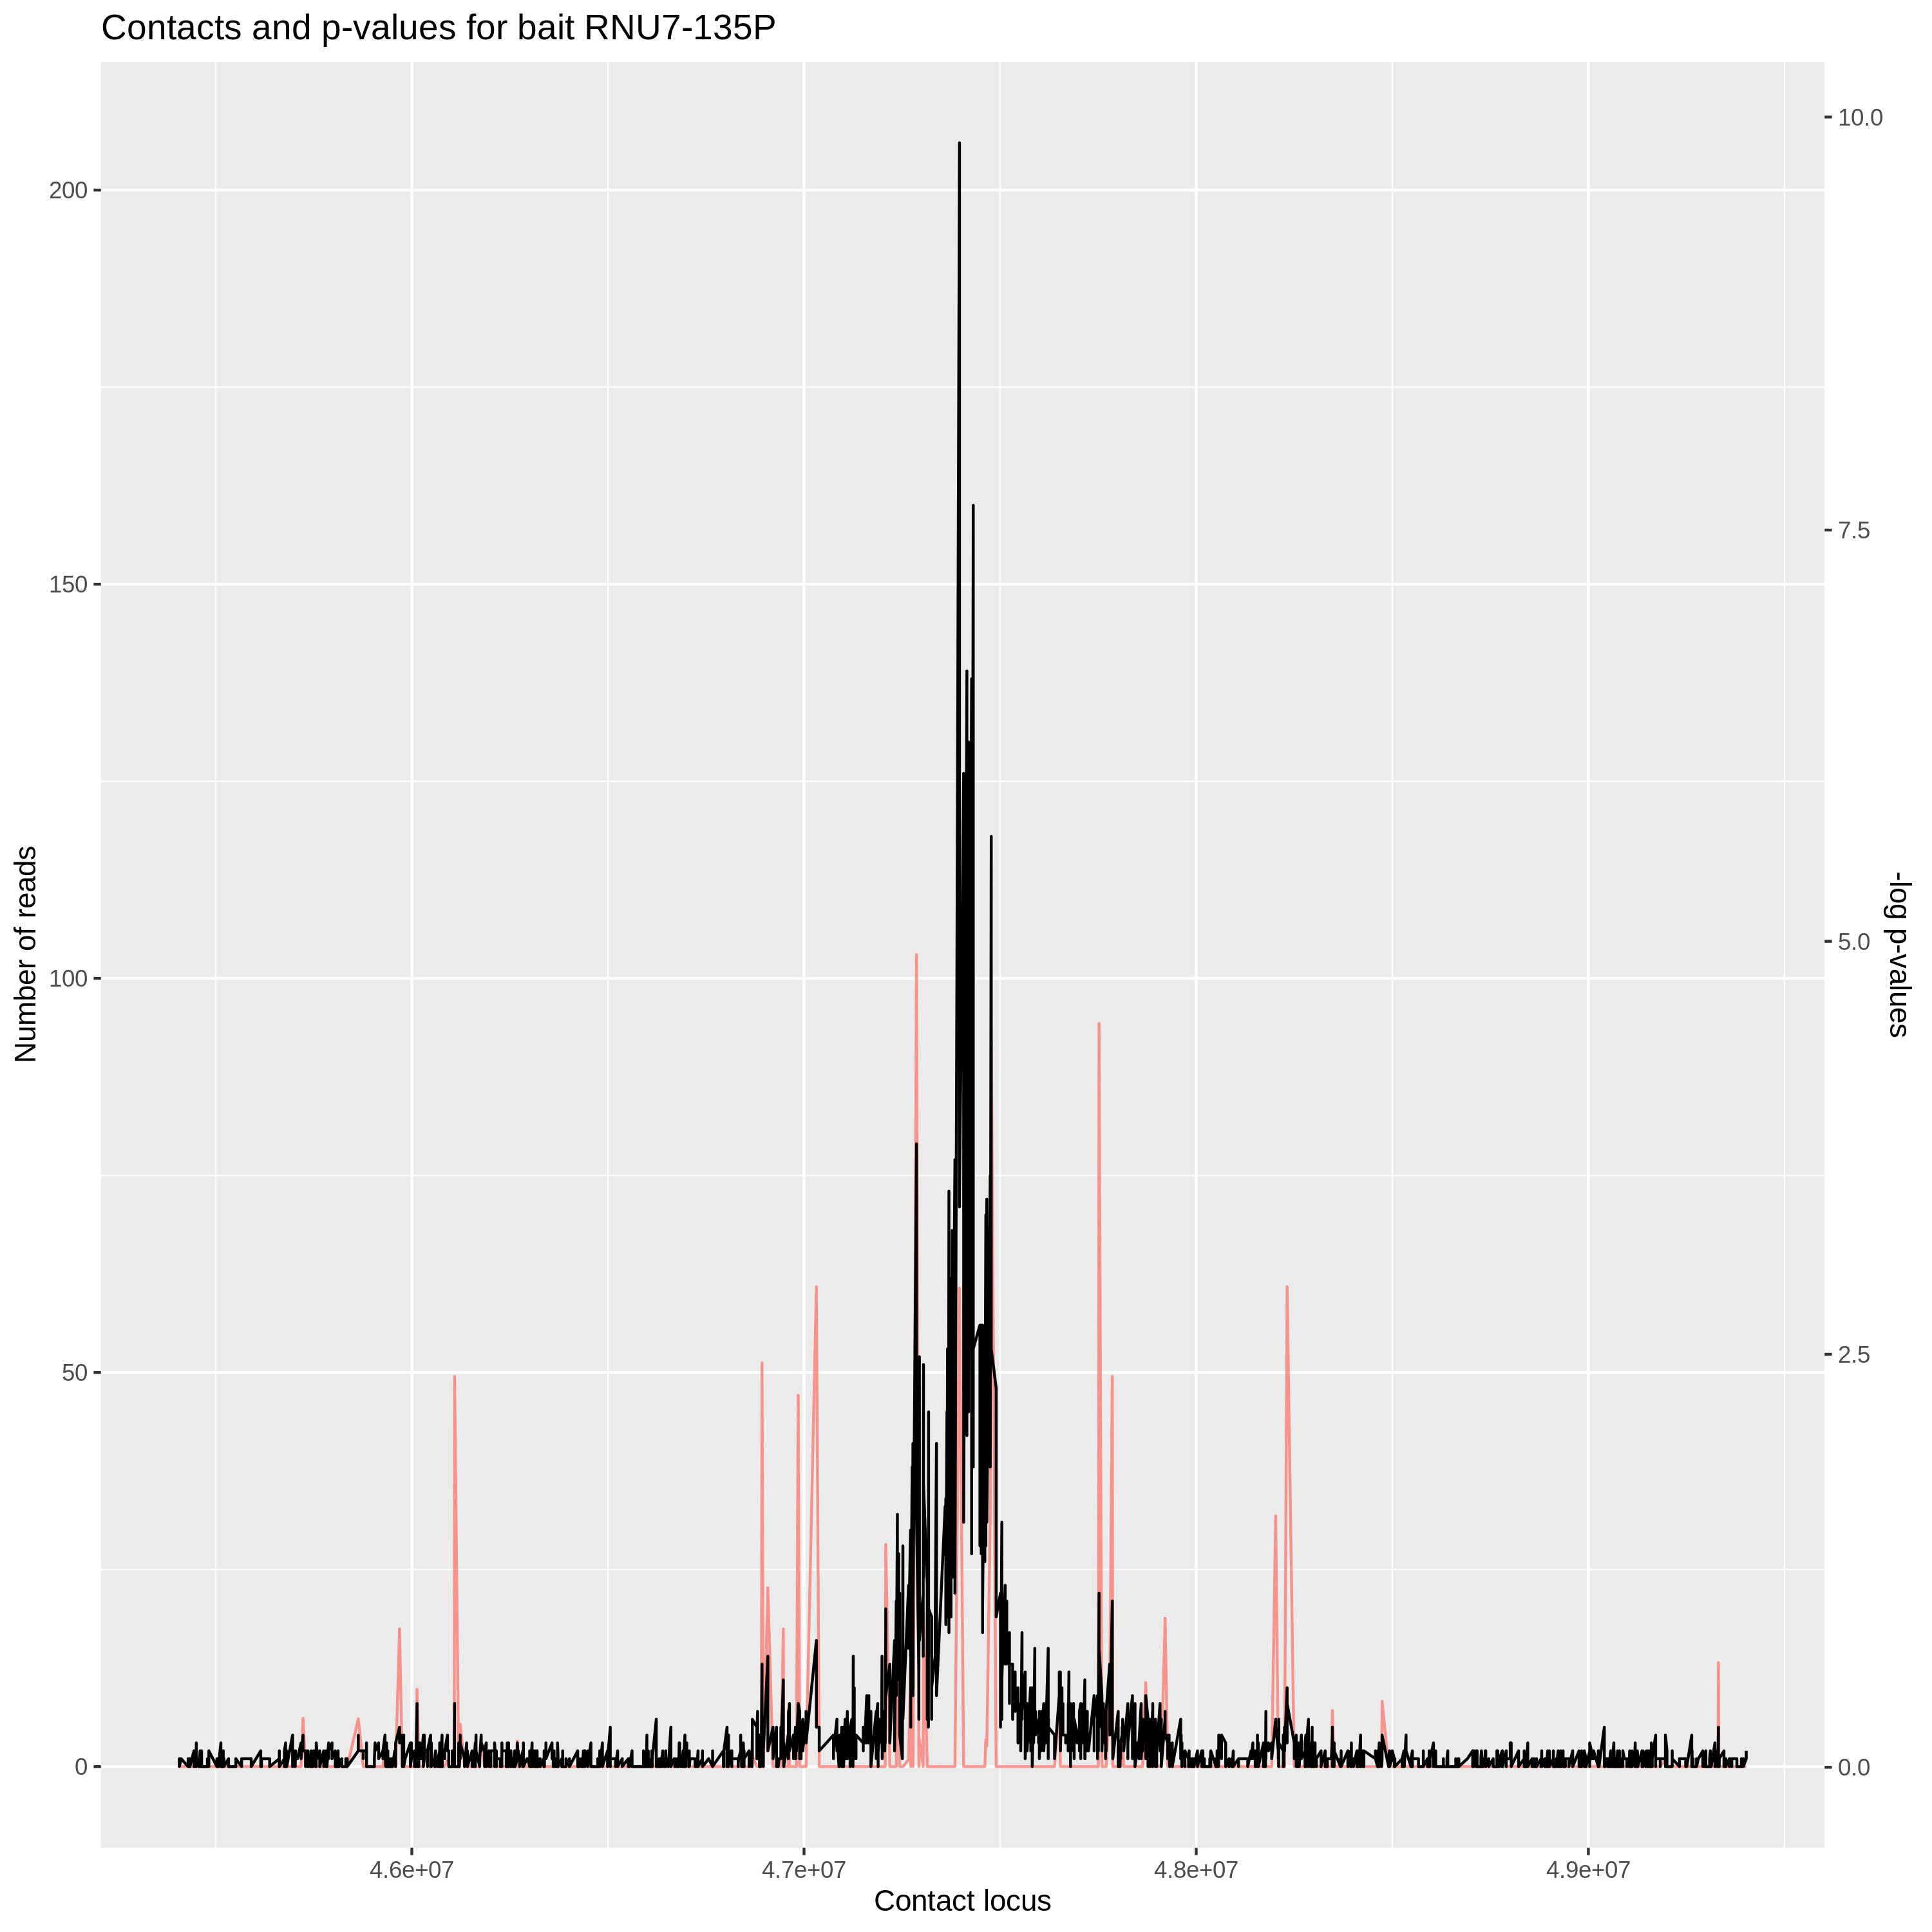 Contacts and p-values for bait RNU7-135P
10.0
200
7.5
150
Number of reads
-log p-values
5.0
100
2.5
50
0
0.0
4.6e+07 4.7e+07 4.8e+07 4.9e+07
Contact locus